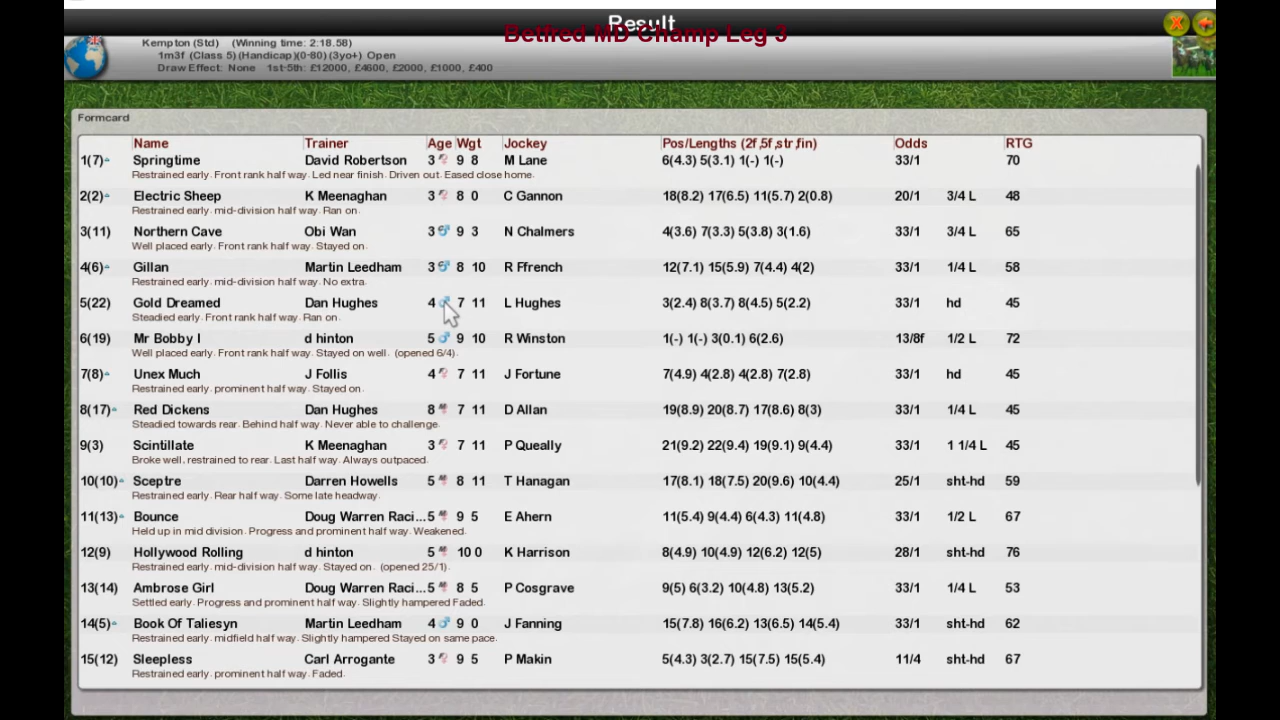 Result
Betfred MD Champ Leg 3
Kempton (Std) (Winning time: 2:18.58)
1m3f (Class 5)(Handicap)(0-80) (3yo+) Open
Draw Effect: None 1st-5th: £12000, £4600, £2000, £1000, £400
Formcard
Name Trainer Age Wgt Jockey Pos/Lengths (2f,5f,str,fin) Odds RTG
1(7) Springtime David Robertson 3 9 8 M Lane 6(4.3) 5(3.1) 1(-) 1(-) 33/1 70
Restrained early. Front rank half way. Led near finish. Driven out. Eased close home.
2(2) Electric Sheep K Meenaghan 3 8 0 C Gannon 18(8.2) 17(6.5) 11(5.7) 2(0.8) 20/1 3/4 L 48
Restrained early. mid-division half way. Ran on.
3(11) Northern Cave Obi Wan 3 9 3 N Chalmers 4(3.6) 7(3.3) 5(3.8) 3(1.6) 33/1 3/4 L 65
Well placed early. Front rank half way. Stayed on.
4(6) Gillan Martin Leedham 3 8 10 R Ffrench 12(7.1) 15(5.9) 7(4.4) 4(2) 33/1 1/4 L 58
Restrained early. mid-division half way. No extra.
5(22) Gold Dreamed Dan Hughes 4 7 11 L Hughes 3(2.4) 8(3.7) 8(4.5) 5(2.2) 33/1 hd 45
Steadied early. Front rank half way. Ran on.
6(19) Mr Bobby I d hinton 5 9 10 R Winston 1(-) 1(-) 3(0.1) 6(2.6) 13/8f 1/2 L 72
Well placed early. Front rank half way. Stayed on well. (opened 6/4).
7(8) Unex Much J Follis 4 7 11 J Fortune 7(4.9) 4(2.8) 4(2.8) 7(2.8) 33/1 hd 45
Restrained early. prominent half way. Stayed on.
8(17) Red Dickens Dan Hughes 8 7 11 D Allan 19(8.9) 20(8.7) 17(8.6) 8(3) 33/1 1/4 L 45
Steadied towards rear. Behind half way. Never able to challenge.
9(3) Scintillate K Meenaghan 3 7 11 P Queally 21(9.2) 22(9.4) 19(9.1) 9(4.4) 33/1 1 1/4 L 45
Broke well, restrained to rear. Last half way. Always outpaced.
10(10) Sceptre Darren Howells 5 8 11 T Hanagan 17(8.1) 18(7.5) 20(9.6) 10(4.4) 25/1 sht-hd 59
Restrained early. Rear half way. Some late headway.
11(13) Bounce Doug Warren Raci... 5 9 5 E Ahern 11(5.4) 9(4.4) 6(4.3) 11(4.8) 33/1 1/2 L 67
Held up in mid division. Progress and prominent half way. Weakened.
12(9) Hollywood Rolling d hinton 5 10 0 K Harrison 8(4.9) 10(4.9) 12(6.2) 12(5) 28/1 sht-hd 76
Restrained early. mid-division half way. Stayed on. (opened 25/1).
13(14) Ambrose Girl Doug Warren Raci... 5 8 5 P Cosgrave 9(5) 6(3.2) 10(4.8) 13(5.2) 33/1 1/4 L 53
Settled early. Progress and prominent half way. Slightly hampered Faded.
14(5) Book Of Taliesyn Martin Leedham 4 9 0 J Fanning 15(7.8) 16(6.2) 13(6.5) 14(5.4) 33/1 sht-hd 62
Restrained early. midfield half way. Slightly hampered Stayed on same pace.
15(12) Sleepless Carl Arrogante 3 9 5 P Makin 5(4.3) 3(2.7) 15(7.5) 15(5.4) 11/4 sht-hd 67
Restrained early. prominent half way. Faded.